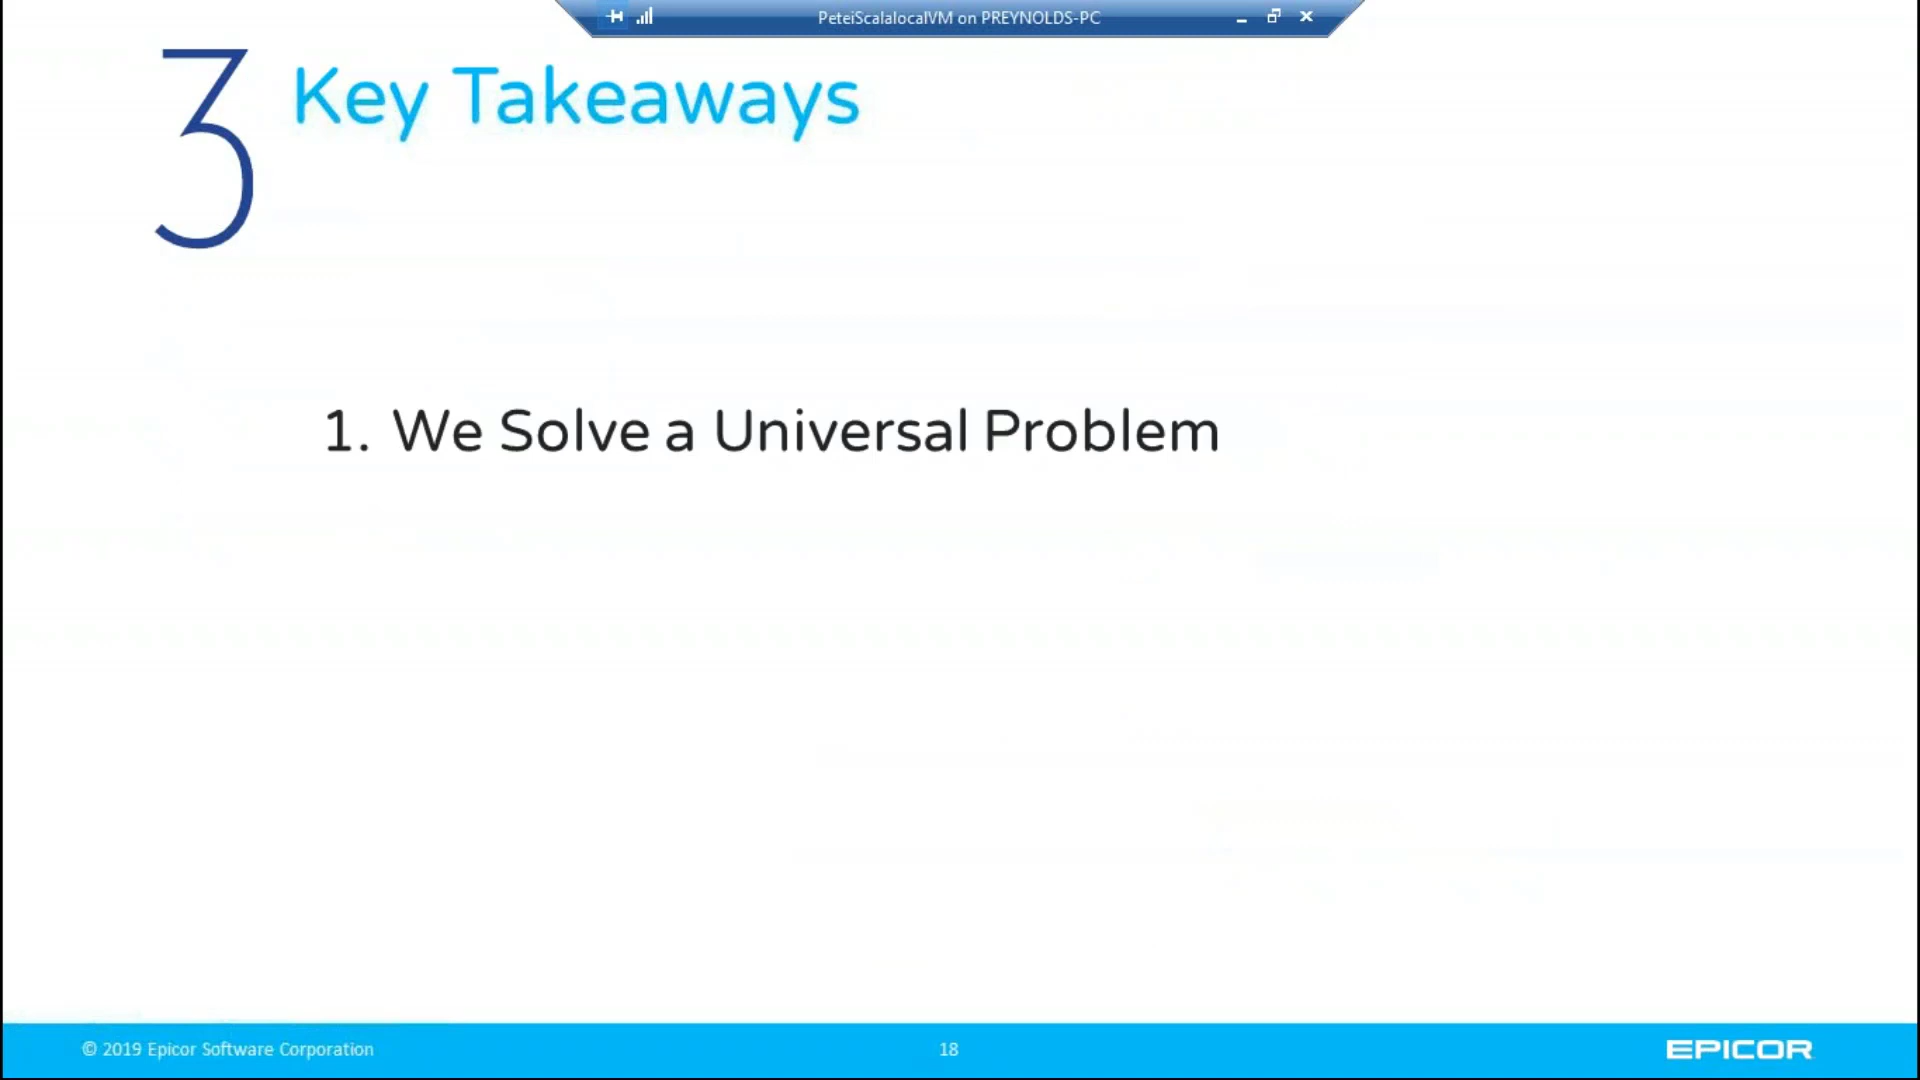 PeteiScalalocalVM on PREYNOLDS-PC
3 Key Takeaways
1. We Solve a Universal Problem
© 2019 Epicor Software Corporation
18
EPICOR